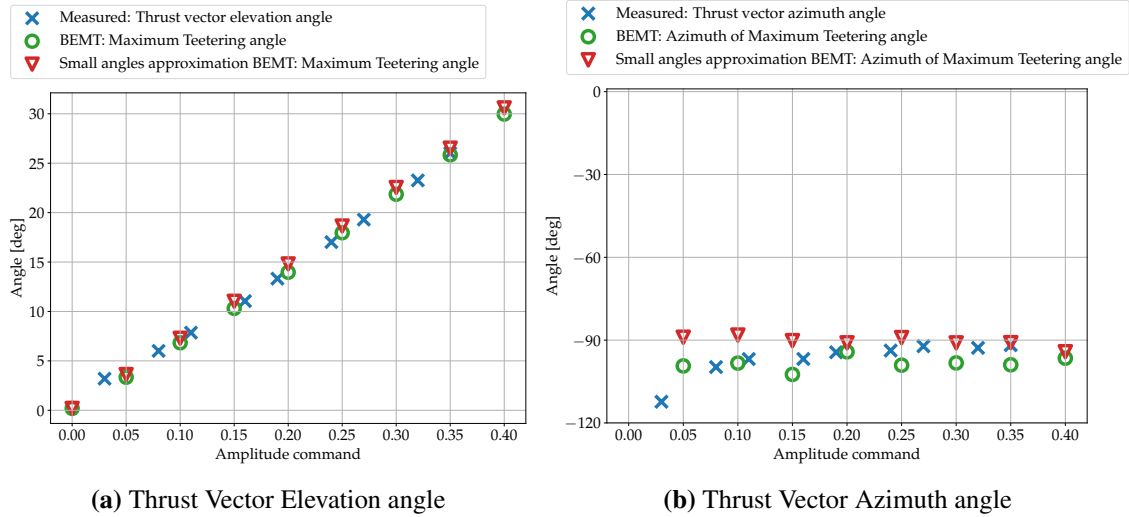 Measured: Thrust vector elevation angle
BEMT: Maximum Teetering angle
Small angles approximation BEMT: Maximum Teetering angle
30
25
20
15
10
5
0
Angle [deg]
0.00 0.05 0.10 0.15 0.20 0.25 0.30 0.35 0.40
Amplitude command
(a) Thrust Vector Elevation angle
Measured: Thrust vector azimuth angle
BEMT: Azimuth of Maximum Teetering angle
Small angles approximation BEMT: Azimuth of Maximum Teetering angle
0
−30
−60
−90
−120
Angle [deg]
0.00 0.05 0.10 0.15 0.20 0.25 0.30 0.35 0.40
Amplitude command
(b) Thrust Vector Azimuth angle